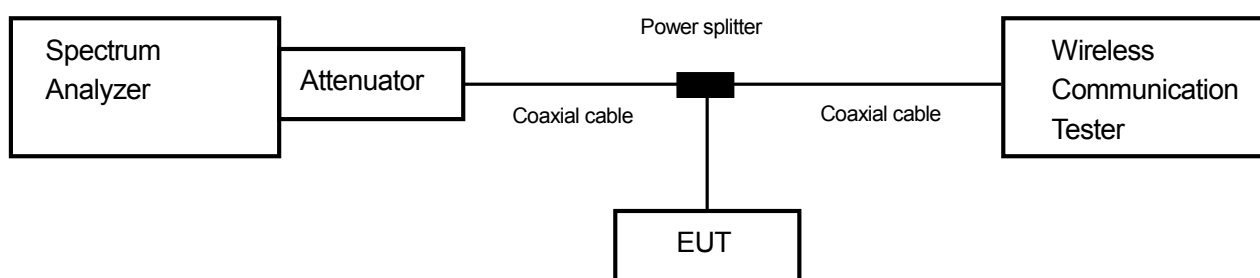 Power splitter
Spectrum
Analyzer
Attenuator
Coaxial cable
Coaxial cable
Wireless
Communication
Tester
EUT